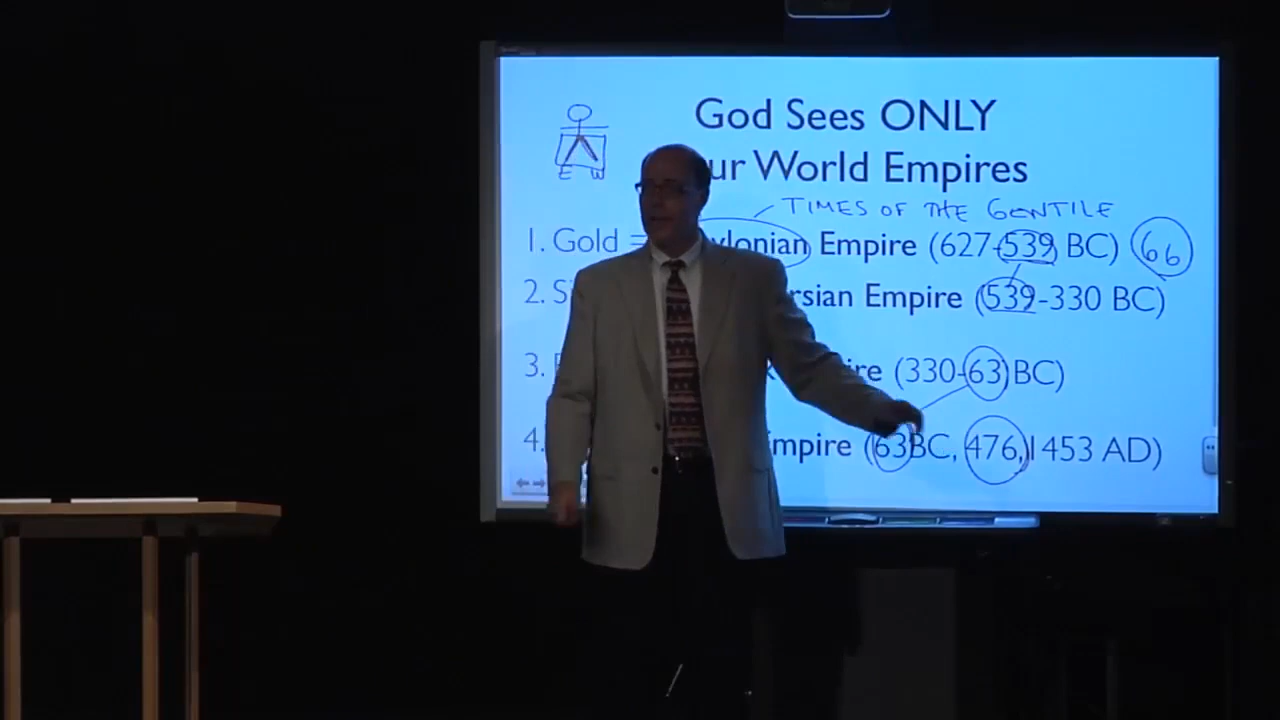 God Sees ONLY
ur World Empires
TIMES OF THE GENTILE
1. Gold = ylonian Empire (627-539 BC) 66
2. Si rsian Empire (539-330 BC)
3. ire (330-63 BC)
4. mpire (63BC, 476, 1453 AD)
E W